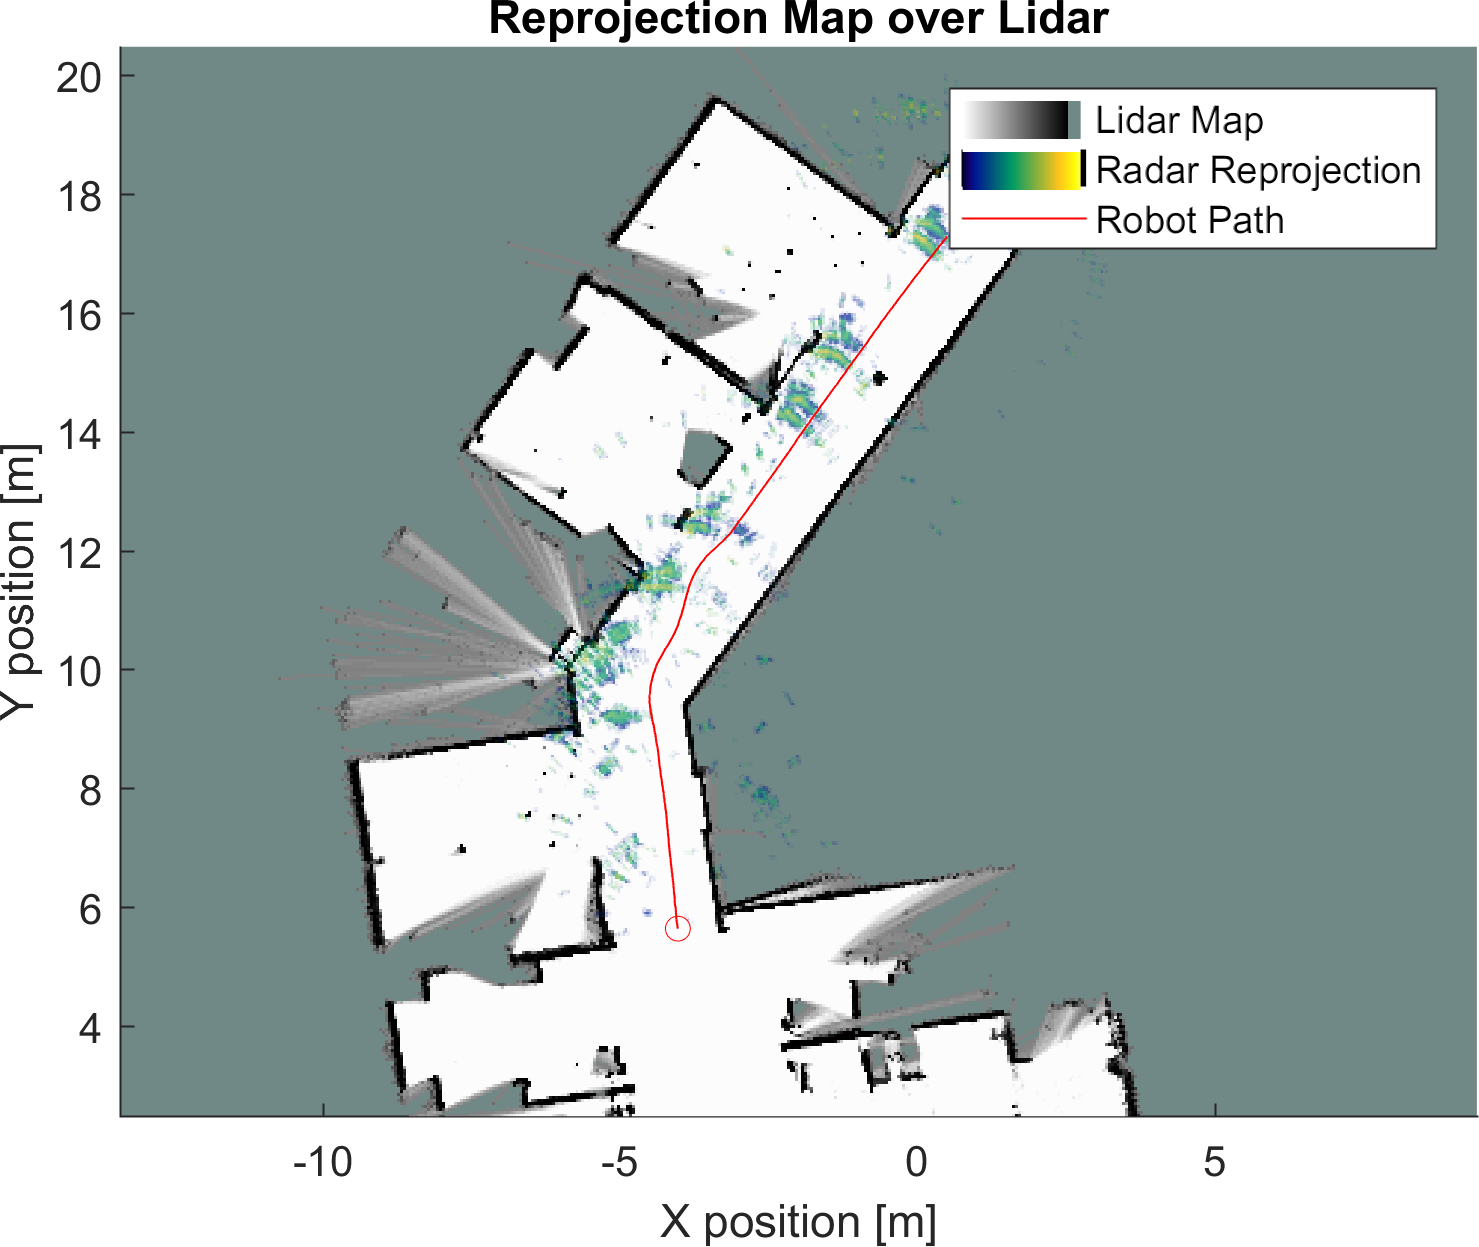 Reprojection Map over Lidar
20
18
16
14
12
10
8
6
4
Y position [m]
Lidar Map
Radar Reprojection
Robot Path
-10
-5
0
5
X position [m]